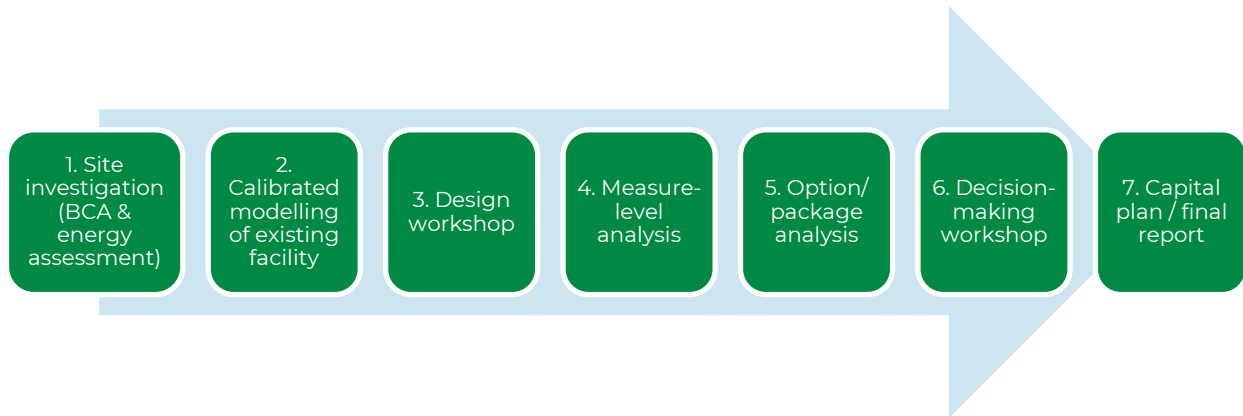 1. Site
investigation
(BCA &
energy
assessment)
2.
Calibrated
modelling
of existing
facility
3. Design
workshop
4. Measure-
level
analysis
5. Option/
package
analysis
6. Decision-
making
workshop
7. Capital
plan / final
report